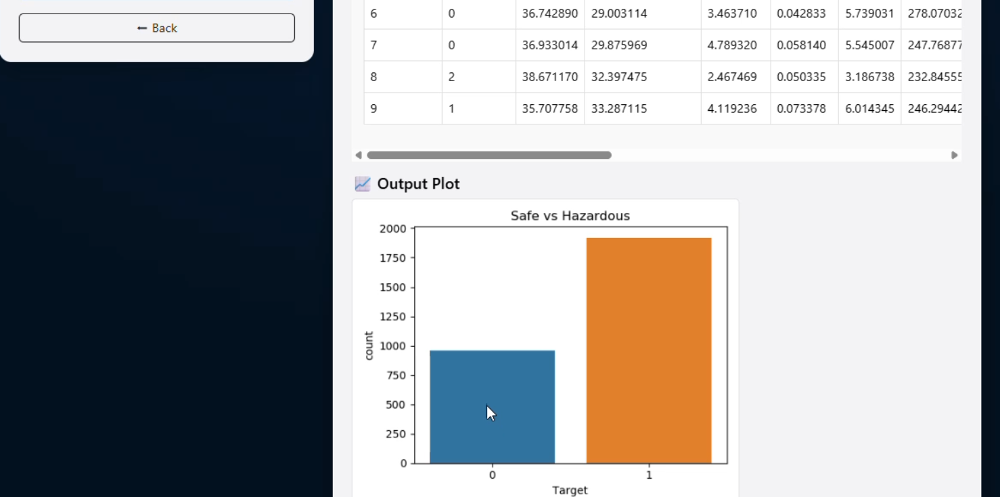 ← Back
6 0 36.742890 29.003114 3.463710 0.042833 5.739031 278.07032
7 0 36.933014 29.875969 4.789320 0.058140 5.545007 247.76877
8 2 38.671170 32.397475 2.467469 0.050335 3.186738 232.84555
9 1 35.707758 33.287115 4.119236 0.073378 6.014345 246.29442
Output Plot
Safe vs Hazardous
2000
1750
1500
1250
1000
750
500
250
0
count
0 1
Target